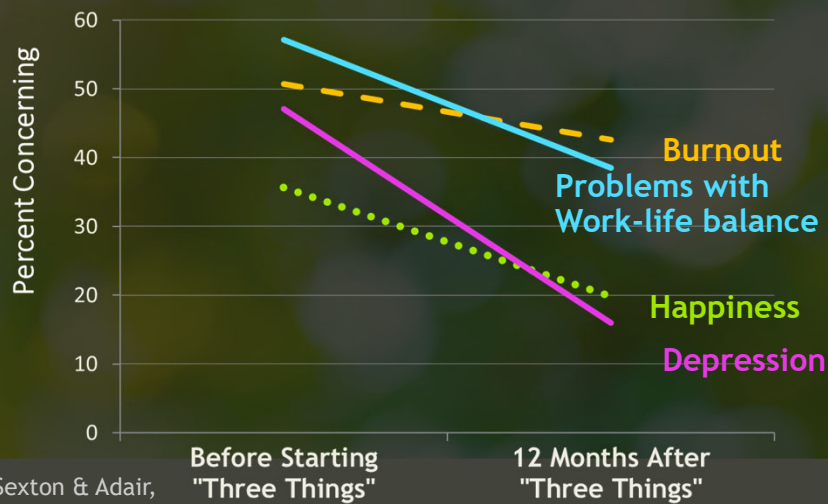 60
50
40
30
20
10
0
Percent Concerning
Burnout
Problems with
Work-life balance
Happiness
Depression
Before Starting
"Three Things"
12 Months After
"Three Things"
Sexton & Adair,